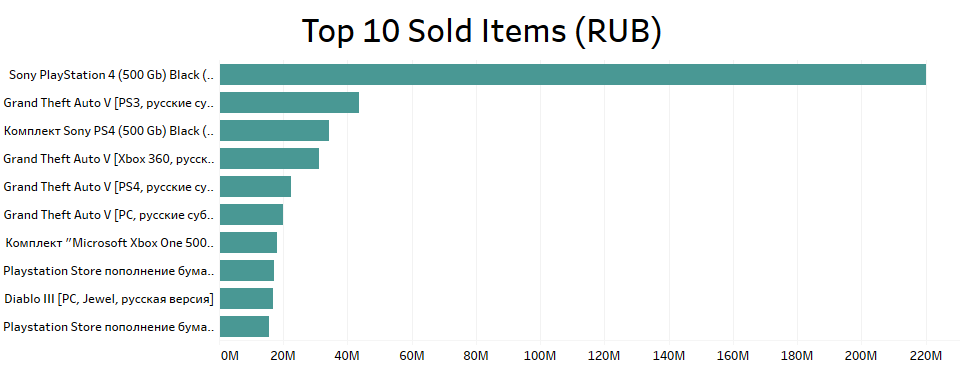 Top 10 Sold Items (RUB)
Sony PlayStation 4 (500 Gb) Black (..
Grand Theft Auto V [PS3, русские су..
Комплект Sony PS4 (500 Gb) Black (..
Grand Theft Auto V [Xbox 360, русск..
Grand Theft Auto V [PS4, русские су..
Grand Theft Auto V [PC, русские суб..
Комплект "Microsoft Xbox One 500..
Playstation Store пополнение бума..
Diablo III [PC, Jewel, русская версия]
Playstation Store пополнение бума..
0M 20M 40M 60M 80M 100M 120M 140M 160M 180M 200M 220M